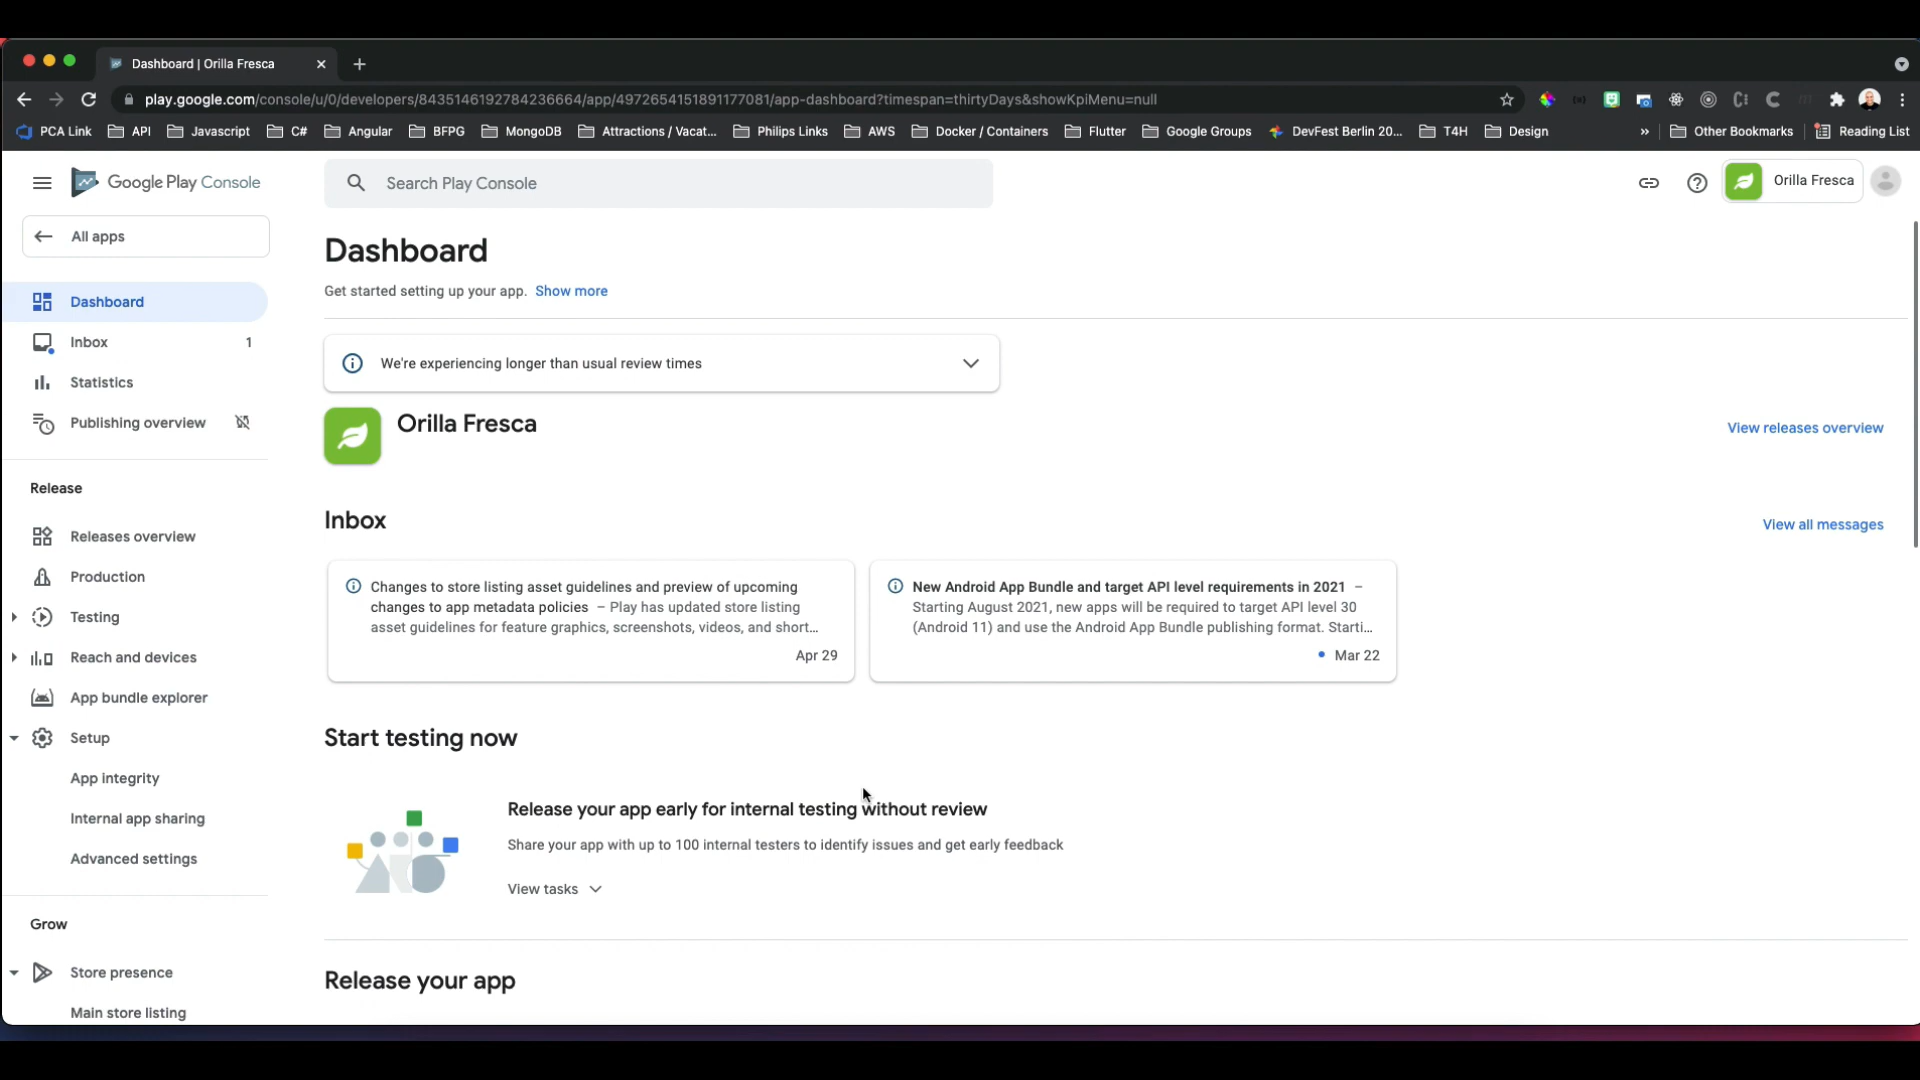 Dashboard | Orilla Fresca
play.google.com/console/u/0/developers/8435146192784236664/app/4972654151891177081/app-dashboard?timespan=thirtyDays&showKpiMenu=null
PCA Link API Javascript C# Angular BFPG MongoDB Attractions / Vacat... Philips Links AWS Docker / Containers Flutter Google Groups DevFest Berlin 20... T4H Design » Other Bookmarks Reading List
Google Play Console
Search Play Console
Orilla Fresca
All apps
Dashboard
Inbox 1
Statistics
Publishing overview
Release
Releases overview
Production
Testing
Reach and devices
App bundle explorer
Setup
App integrity
Internal app sharing
Advanced settings
Grow
Store presence
Main store listing
Dashboard
Get started setting up your app. Show more
We're experiencing longer than usual review times
Orilla Fresca
View releases overview
Inbox
View all messages
Changes to store listing asset guidelines and preview of upcoming
changes to app metadata policies – Play has updated store listing
asset guidelines for feature graphics, screenshots, videos, and short...
Apr 29
New Android App Bundle and target API level requirements in 2021 –
Starting August 2021, new apps will be required to target API level 30
(Android 11) and use the Android App Bundle publishing format. Starti...
Mar 22
Start testing now
Release your app early for internal testing without review
Share your app with up to 100 internal testers to identify issues and get early feedback
View tasks
Release your app